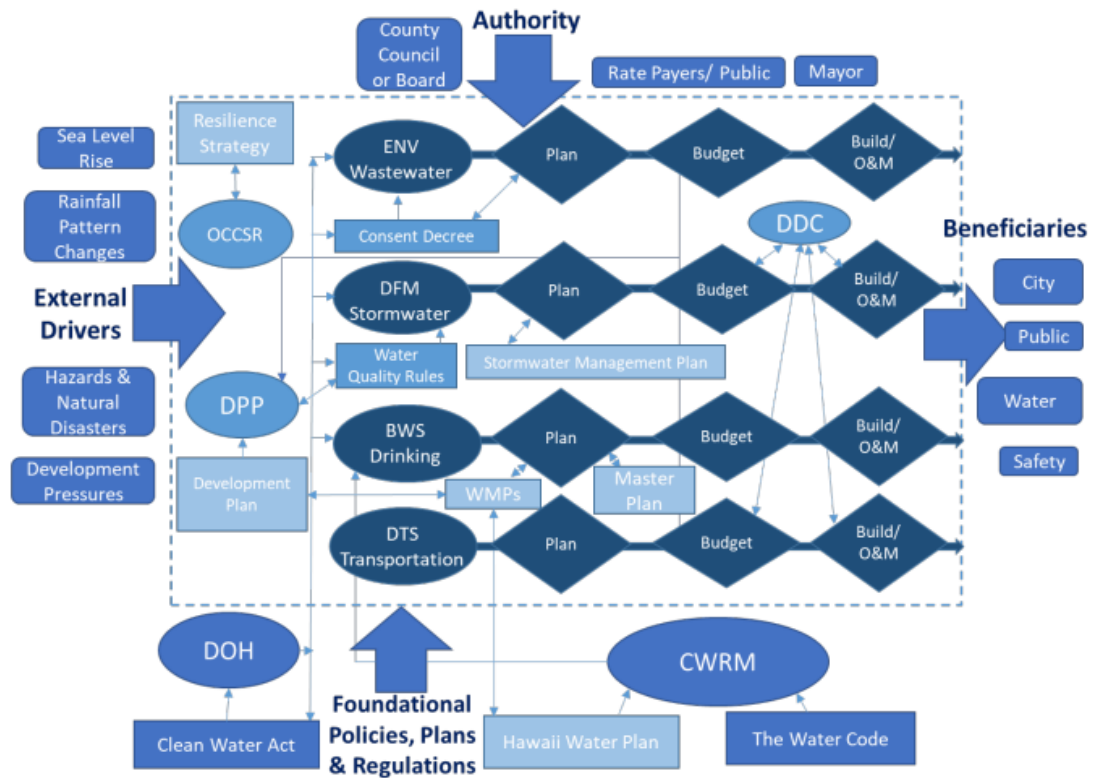 Authority
County
Council
or Board
Rate Payers/ Public
Mayor
Sea Level
Rise
Rainfall
Pattern
Changes
External
Drivers
Hazards &
Natural
Disasters
Development
Pressures
Resilience
Strategy
OCCSR
DPP
Development
Plan
ENV
Wastewater
Plan
Budget
Build/
O&M
Consent Decree
DDC
DFM
Stormwater
Plan
Budget
Build/
O&M
Water
Quality Rules
Stormwater Management Plan
BWS
Drinking
Plan
Budget
Build/
O&M
WMPs
Master
Plan
DTS
Transportation
Plan
Budget
Build/
O&M
Beneficiaries
City
Public
Water
Safety
DOH
CWRM
Clean Water Act
Foundational
Policies, Plans
& Regulations
Hawaii Water Plan
The Water Code